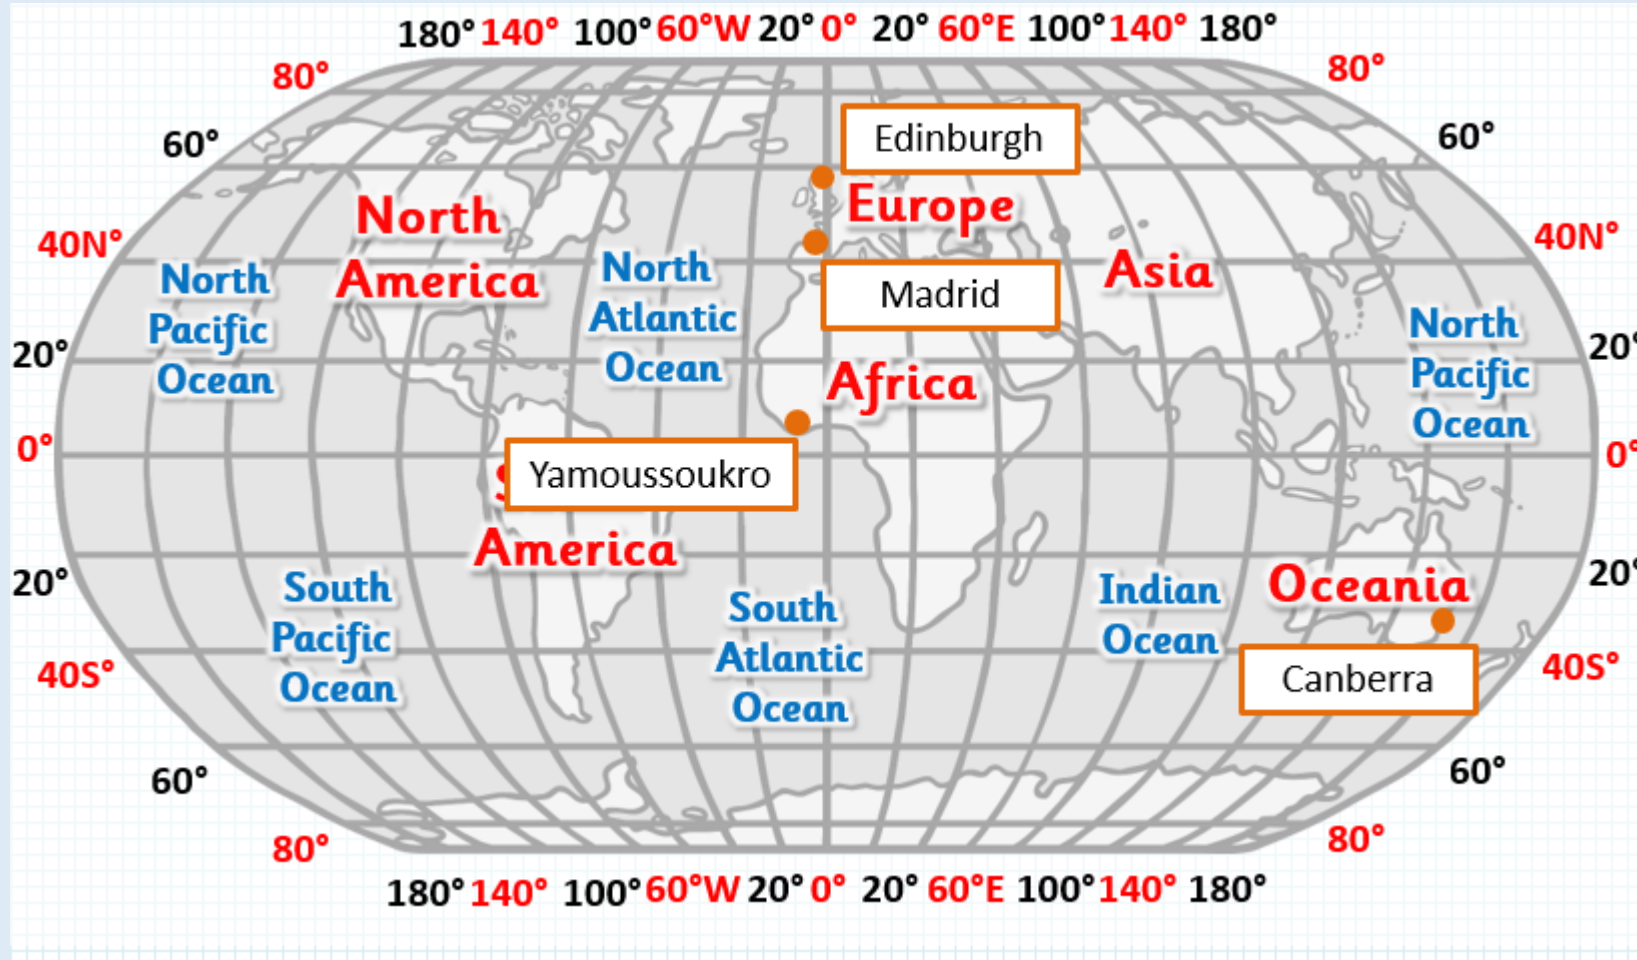 180° 140° 100° 60°W 20° 0° 20° 60°E 100° 140° 180°
80° 80°
60° 60°
Edinburgh
North
America
Europe
40N° 40N°
Asia
North
Pacific
Ocean
North
Atlantic
Ocean
Madrid
North
Pacific
Ocean
20° 20°
Africa
0° 0°
Yamoussoukro
S
America
20° 20°
South
Pacific
Ocean
South
Atlantic
Ocean
Indian
Ocean
Oceania
40S° 40S°
Canberra
60° 60°
80° 80°
180° 140° 100° 60°W 20° 0° 20° 60°E 100° 140° 180°